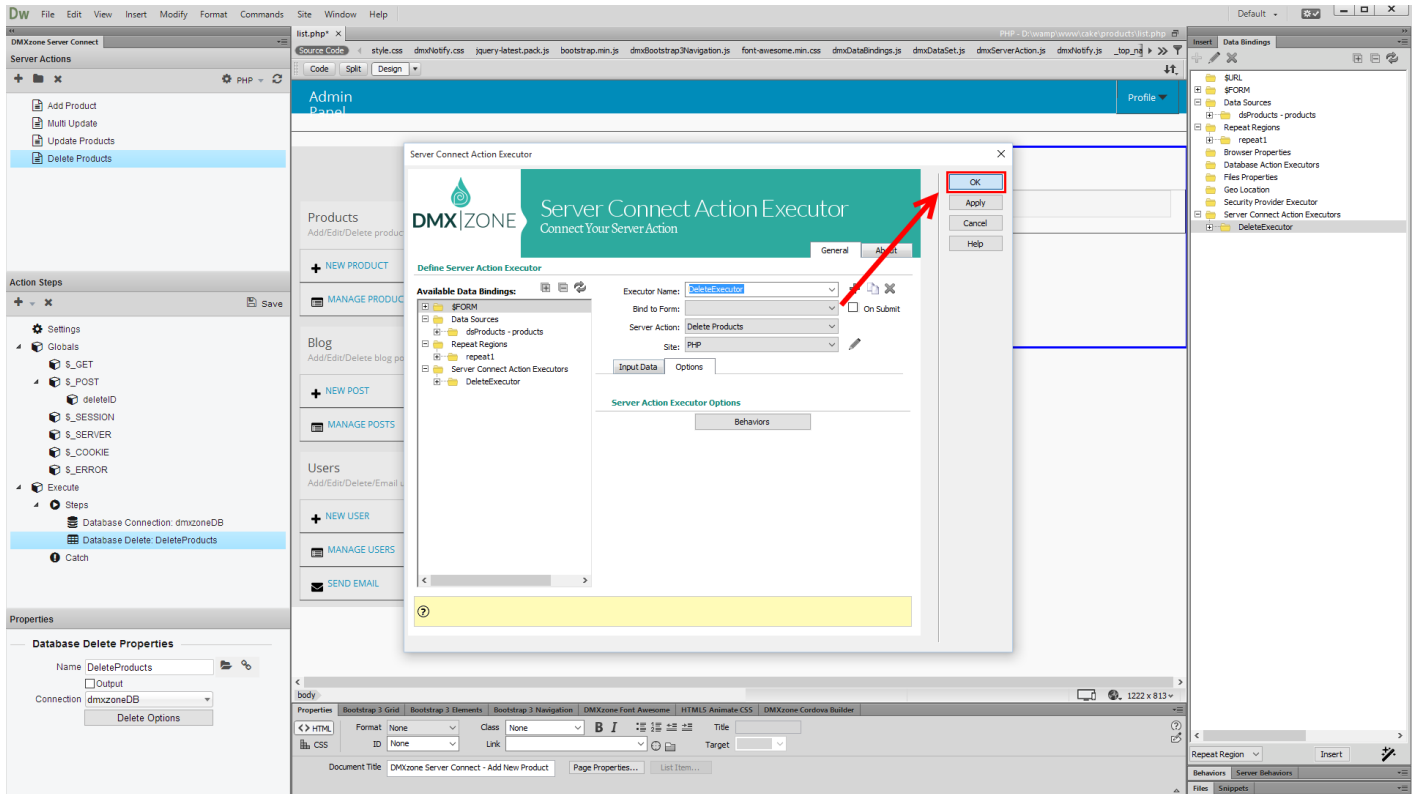 DW File Edit View Insert Modify Format Commands Site Window Help
Default
DMXzone Server Connect
Server Actions
PHP
Add Product
Multi Update
Update Products
Delete Products
Action Steps
Save
Settings
Globals
$_GET
$_POST
deleteID
$_SESSION
$_SERVER
$_COOKIE
$_ERROR
Execute
Steps
Database Connection: dmxzoneDB
Database Delete: DeleteProducts
Catch
Properties
Database Delete Properties
Name DeleteProducts
Output
Connection dmxzoneDB
Delete Options
list.php* x
PHP - D:\wamp\www\cake\products\list.php
Source Code style.css dmxNotify.css jquery-latest.pack.js bootstrap.min.js dmxBootstrap3Navigation.js font-awesome.min.css dmxDataBindings.js dmxDataSet.js dmxServerAction.js dmxNotify.js
Code Split Design
Admin
Panel
Profile
Products
Add/Edit/Delete produc
NEW PRODUCT
MANAGE PRODUC
Blog
Add/Edit/Delete blog po
NEW POST
MANAGE POSTS
Users
Add/Edit/Delete/Email u
NEW USER
MANAGE USERS
SEND EMAIL
Server Connect Action Executor
DMX|ZONE
Server Connect Action Executor
Connect Your Server Action
General About
Define Server Action Executor
Available Data Bindings:
$FORM
Data Sources
dsProducts - products
Repeat Regions
repeat1
Server Connect Action Executors
DeleteExecutor
Executor Name: DeleteExecutor
Bind to Form: On Submit
Server Action: Delete Products
Site: PHP
Input Data Options
Server Action Executor Options
Behaviors
OK
Apply
Cancel
Help
body
1222 x 813
Properties Bootstrap 3 Grid Bootstrap 3 Elements Bootstrap 3 Navigation DMXzone Font Awesome HTML5 Animate CSS DMXzone Cordova Builder
<> HTML Format None Class None B I Title
CSS ID None Link Target
Document Title DMXzone Server Connect - Add New Product Page Properties... List Item...
Insert Data Bindings
$URL
$FORM
Data Sources
dsProducts - products
Repeat Regions
repeat1
Browser Properties
Database Action Executors
Files Properties
Geo Location
Security Provider Executor
Server Connect Action Executors
DeleteExecutor
Repeat Region Insert
Behaviors Server Behaviors
Files Snippets